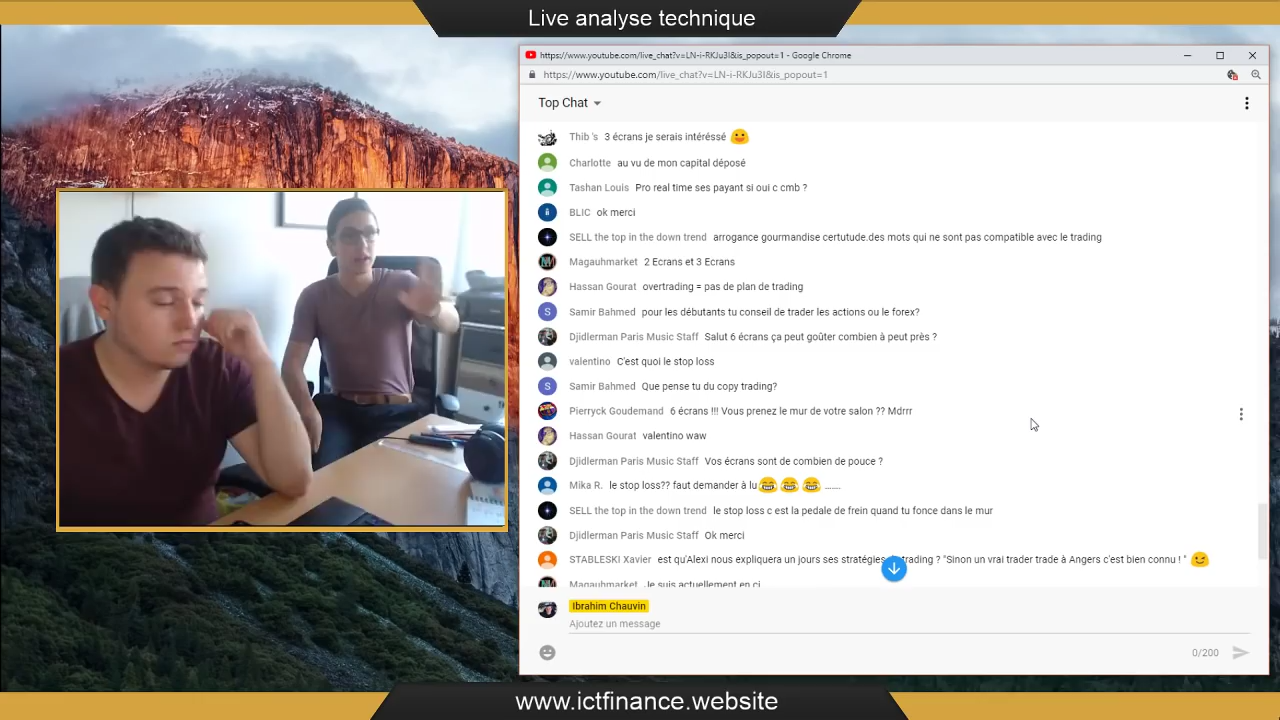 Live analyse technique
https://www.youtube.com/live_chat?v=LN-i-RKJu3I&is_popout=1 - Google Chrome
https://www.youtube.com/live_chat?v=LN-i-RKJu3I&is_popout=1
Top Chat
Thib 's 3 écrans je serais intéréssé
Charlotte au vu de mon capital déposé
Tashan Louis Pro real time ses payant si oui c cmb ?
BLIC ok merci
SELL the top in the down trend arrogance gourmandise certutude.des mots qui ne sont pas compatible avec le trading
Magauhmarket 2 Ecrans et 3 Ecrans
Hassan Gourat overtrading = pas de plan de trading
Samir Bahmed pour les débutants tu conseil de trader les actions ou le forex?
Djidlerman Paris Music Staff Salut 6 écrans ça peut goûter combien à peut près ?
valentino C'est quoi le stop loss
Samir Bahmed Que pense tu du copy trading?
Pierryck Goudemand 6 écrans !!! Vous prenez le mur de votre salon ?? Mdrrr
Hassan Gourat valentino waw
Djidlerman Paris Music Staff Vos écrans sont de combien de pouce ?
Mika R. le stop loss?? faut demander à lu .......
SELL the top in the down trend le stop loss c est la pedale de frein quand tu fonce dans le mur
Djidlerman Paris Music Staff Ok merci
STABLESKI Xavier est qu'Alexi nous expliquera un jours ses stratégies trading ? "Sinon un vrai trader trade à Angers c'est bien connu ! "
Magauhmarket Je suis actuellement en ci
Ibrahim Chauvin
Ajoutez un message
0/200
www.ictfinance.website